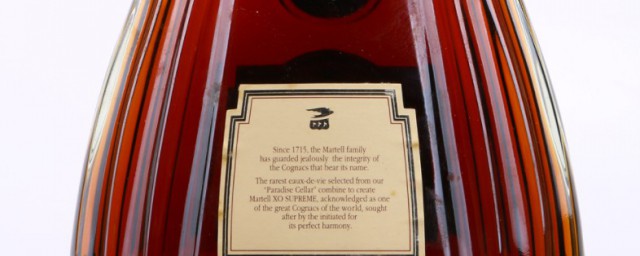 Since 1715, the Martell family
has guarded jealously the integrity of
the Cognacs that bear its name.
The rarest eaux-de-vie selected from our
"Paradise Cellar" combine to create
Martell XO SUPREME, acknowledged as one
of the great Cognacs of the world, sought
after by the initiated for
its perfect harmony.